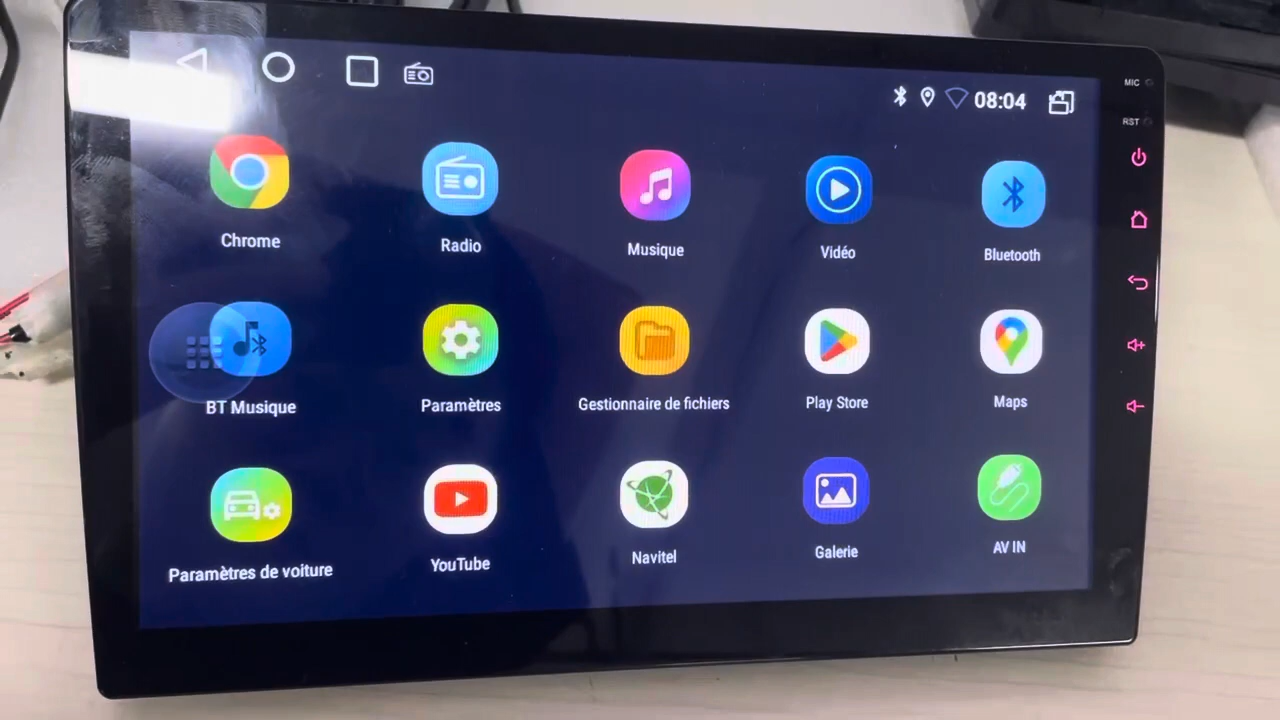 08:04
MIC
RST
Chrome
Radio
Musique
Vidéo
Bluetooth
BT Musique
Paramètres
Gestionnaire de fichiers
Play Store
Maps
Paramètres de voiture
YouTube
Navitel
Galerie
AV IN